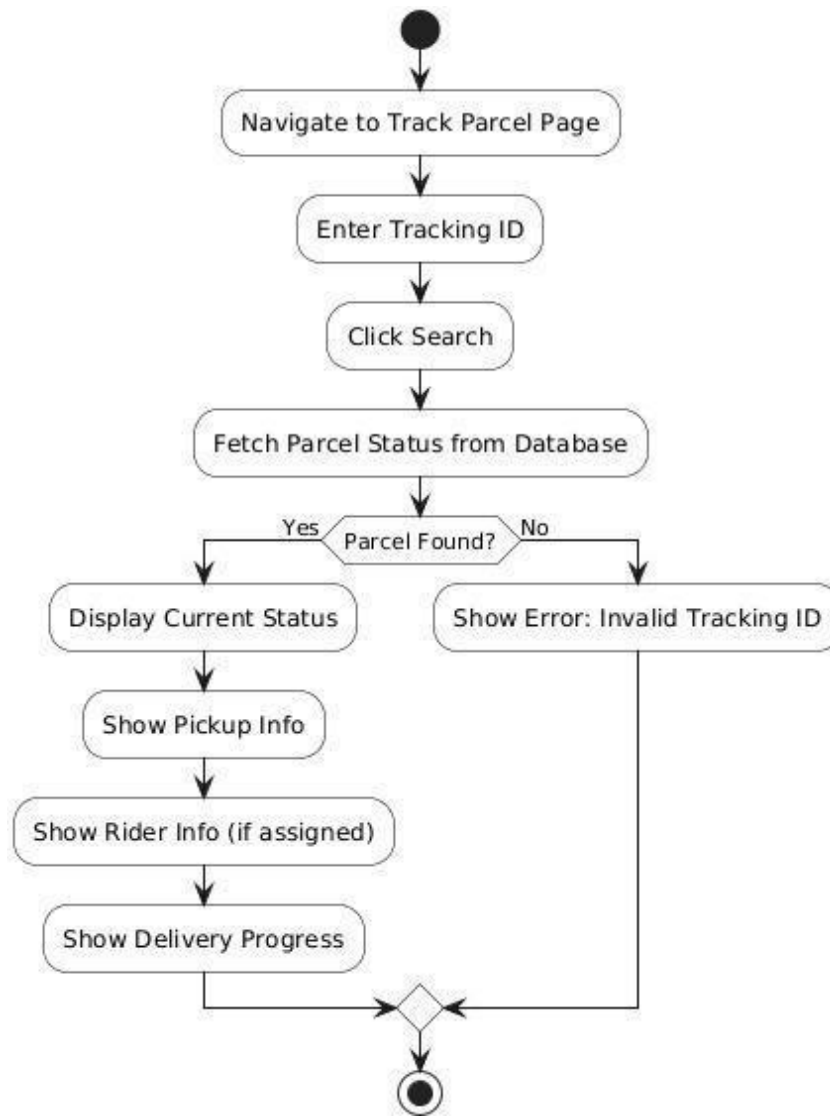 Navigate to Track Parcel Page
Enter Tracking ID
Click Search
Fetch Parcel Status from Database
Yes
Parcel Found?
No
Display Current Status
Show Error: Invalid Tracking ID
Show Pickup Info
Show Rider Info (if assigned)
Show Delivery Progress